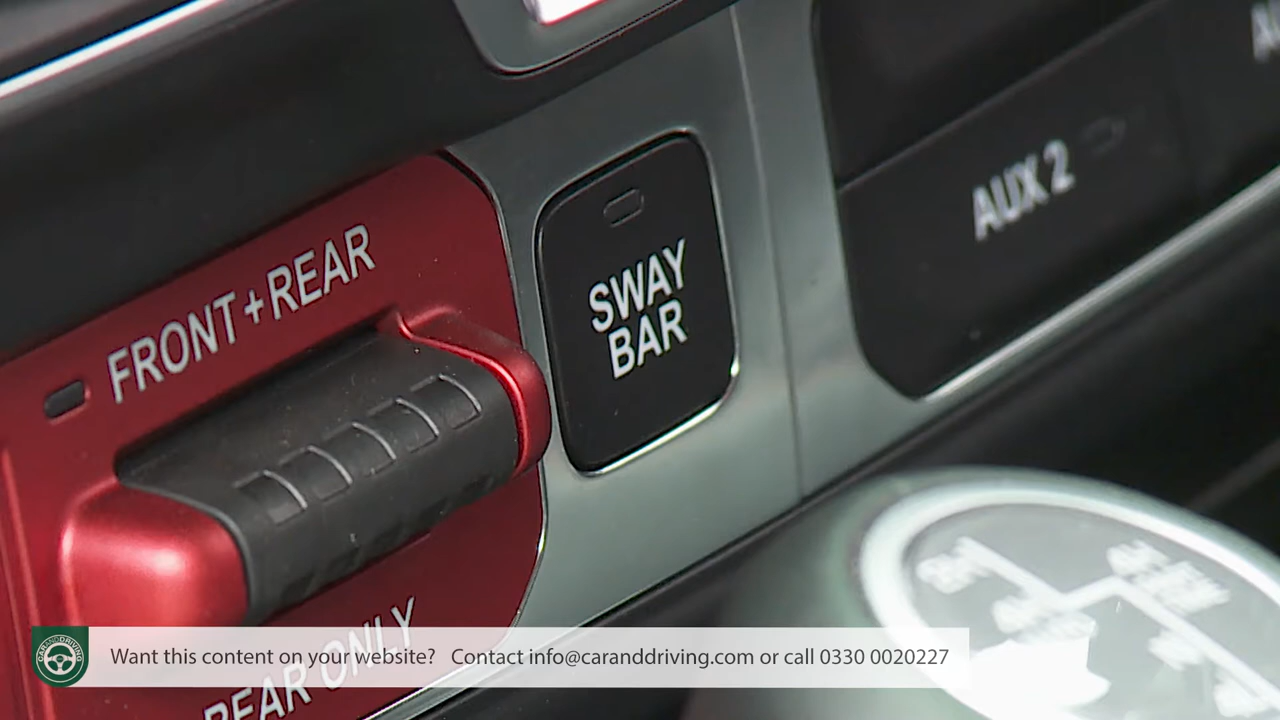 FRONT+REAR
SWAY
BAR
AUX 2
REAR ONLY
CARANDDRIVING
Want this content on your website? Contact info@caranddriving.com or call 0330 0020227